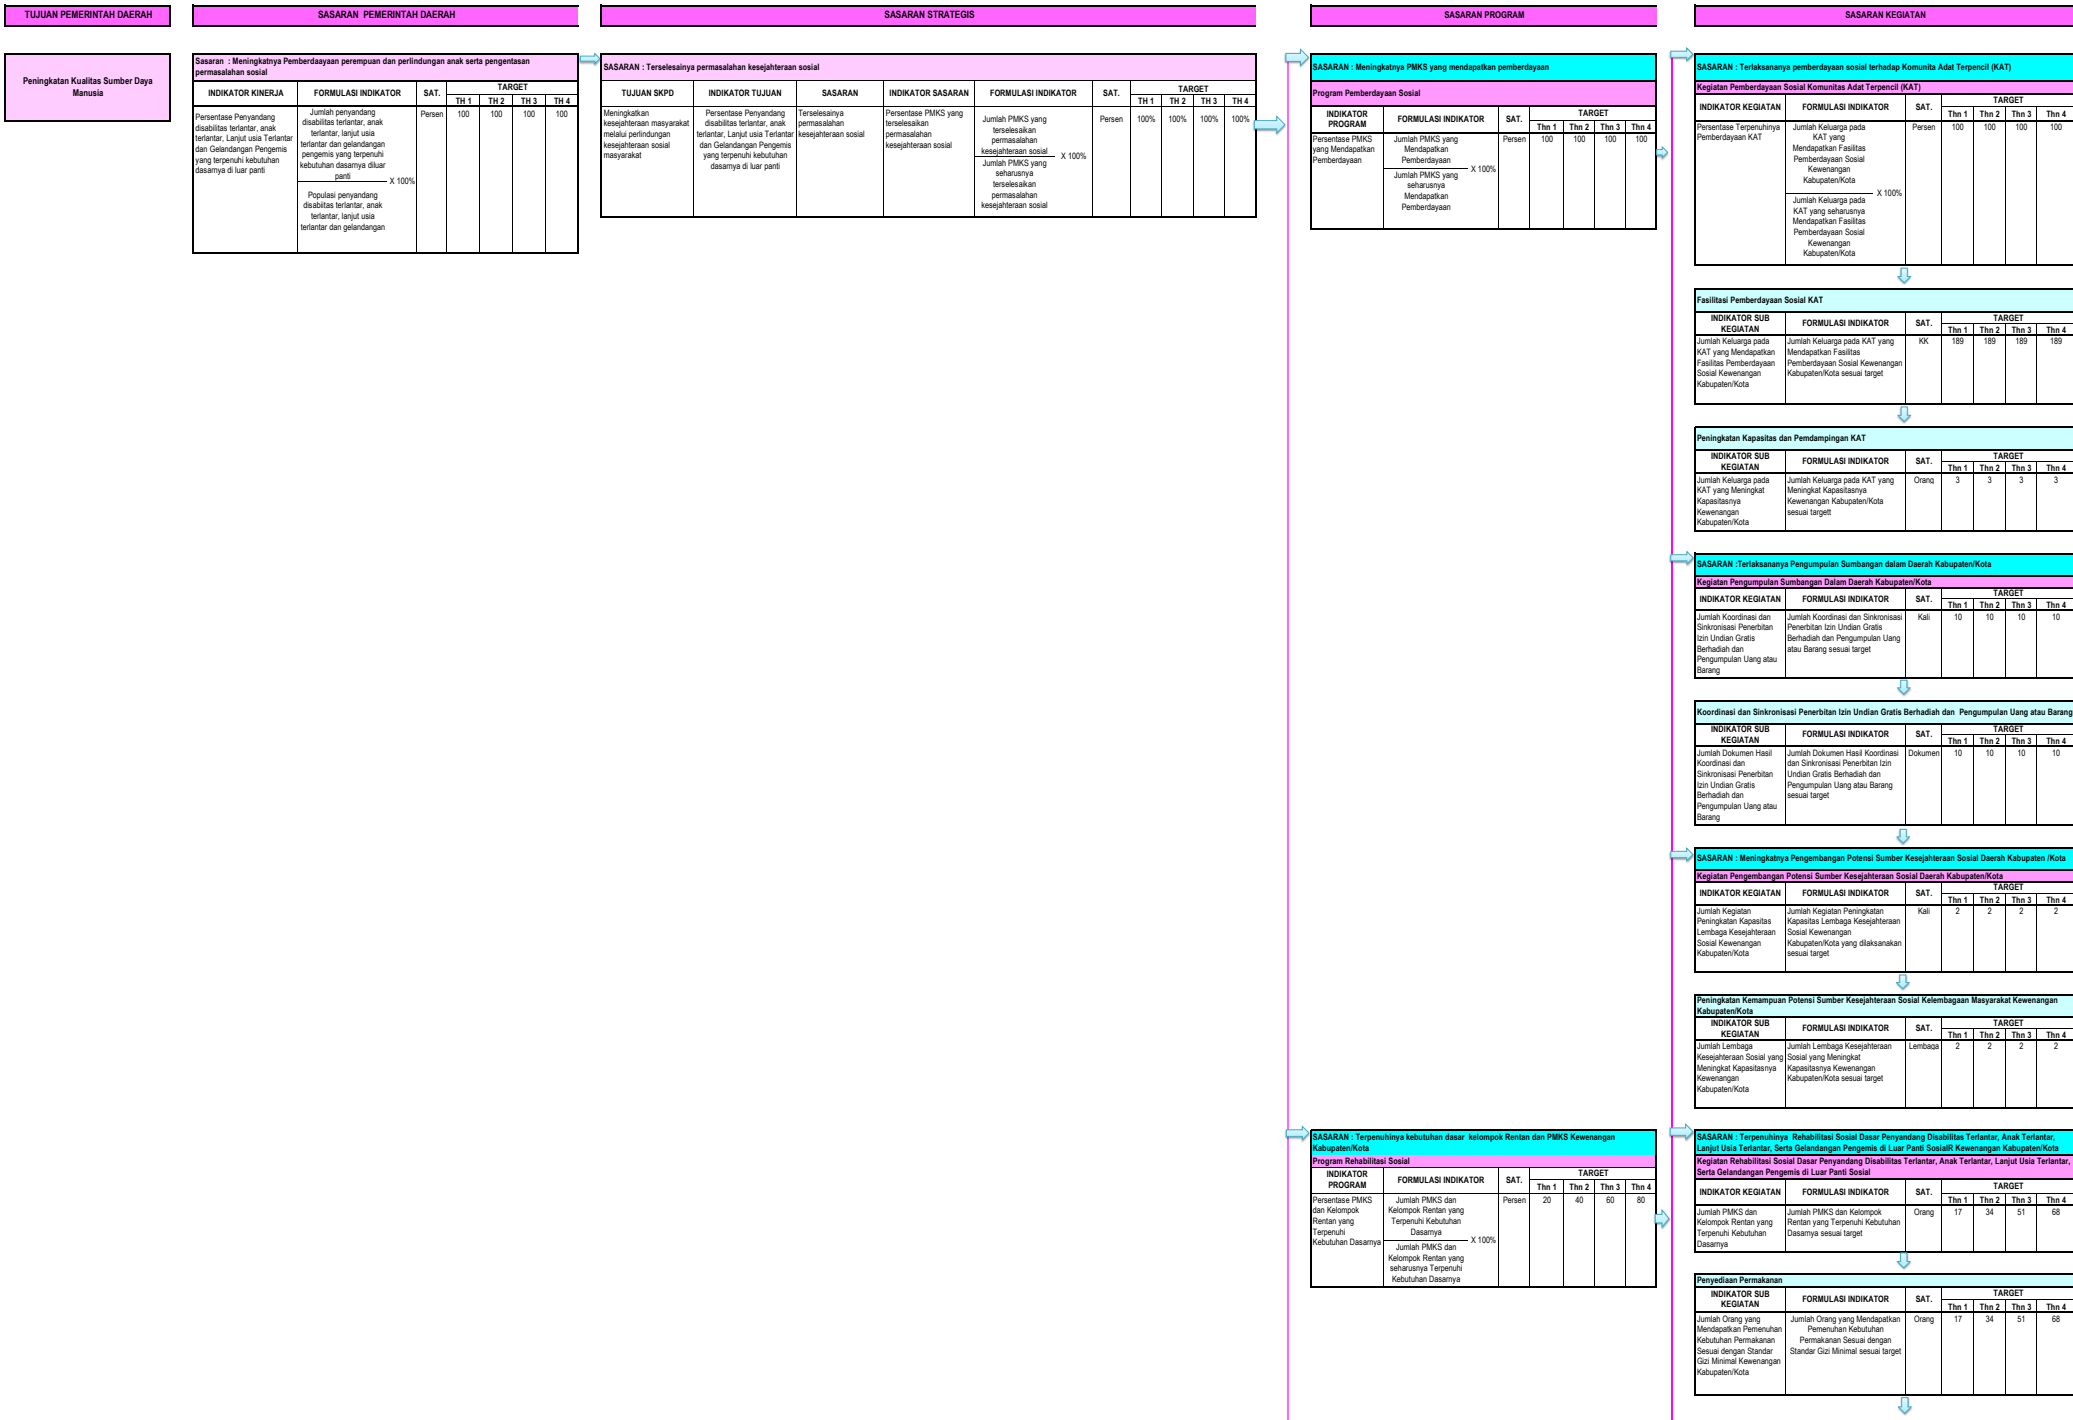 TUJUAN PEMERINTAH DAERAH
SASARAN  PEMERINTAH DAERAH
SASARAN STRATEGIS
SASARAN PROGRAM
SASARAN KEGIATAN
Peningkatan Kualitas Sumber Daya
Manusia
Sasaran  : Meningkatnya Pemberdaayaan perempuan dan perlindungan anak serta pengentasan
permasalahan sosial
INDIKATOR KINERJA
FORMULASI INDIKATOR
SAT.
TARGET
TH 1
TH 2
TH 3
TH 4
Persentase Penyandang
disabilitas terlantar, anak
terlantar, Lanjut usia Terlantar
dan Gelandangan Pengemis
yang terpenuhi kebutuhan
dasarnya di luar panti
Jumlah penyandang
disabilitas terlantar, anak
terlantar, lanjut usia
terlantar dan gelandangan
pengemis yang terpenuhi
kebutuhan dasarnya diluar
panti
X 100%
Populasi penyandang
disabiitas terlantar, anak
terlantar, lanjut usia
terlantar dan gelandangan
Persen
100
100
100
100
SASARAN : Terselesainya permasalahan kesejahteraan sosial
TUJUAN SKPD
INDIKATOR TUJUAN
SASARAN
INDIKATOR SASARAN
FORMULASI INDIKATOR
SAT.
TARGET
TH 1
TH 2
TH 3
TH 4
Meningkatkan
kesejahteraan masyarakat
melalui perlindungan
kesejahteraan sosial
masyarakat
Persentase Penyandang
disabilitas terlantar, anak
terlantar, Lanjut usia Terlantar
dan Gelandangan Pengemis
yang terpenuhi kebutuhan
dasarnya di luar panti
Terselesainya
permasalahan
kesejahteraan sosial
Persentase PMKS yang
terselesaikan
permasalahan
kesejahteraan sosial
Jumlah PMKS yang
terselesaikan
permasalahan
kesejahteraan sosial
X 100%
Jumlah PMKS yang
seharusnya
terselesaikan
permasalahan
kesejahteraan sosial
Persen
100%
100%
100%
100%
SASARAN : Meningkatnya PMKS yang mendapatkan pemberdayaan
Program Pemberdayaan Sosial
INDIKATOR
PROGRAM
FORMULASI INDIKATOR
SAT.
TARGET
Thn 1
Thn 2
Thn 3
Thn 4
Persentase PMKS
yang Mendapatkan
Pemberdayaan
Jumlah PMKS yang
Mendapatkan
Pemberdayaan
X 100%
Jumlah PMKS yang
seharusnya
Mendapatkan
Pemberdayaan
Persen
100
100
100
100
SASARAN : Terlaksananya pemberdayaan sosial terhadap Komunita Adat Terpencil (KAT)
Kegiatan Pemberdayaan Sosial Komunitas Adat Terpencil (KAT)
INDIKATOR KEGIATAN
FORMULASI INDIKATOR
SAT.
TARGET
Thn 1
Thn 2
Thn 3
Thn 4
Persentase Terpenuhinya
Pemberdayaan KAT
Jumlah Keluarga pada
KAT yang
Mendapatkan Fasilitas
Pemberdayaan Sosial
Kewenangan
Kabupaten/Kota
X 100%
Jumlah Keluarga pada
KAT yang seharusnya
Mendapatkan Fasilitas
Pemberdayaan Sosial
Kewenangan
Kabupaten/Kota
Persen
100
100
100
100
Fasilitasi Pemberdayaan Sosial KAT
INDIKATOR SUB
KEGIATAN
FORMULASI INDIKATOR
SAT.
TARGET
Thn 1
Thn 2
Thn 3
Thn 4
Jumlah Keluarga pada
KAT yang Mendapatkan
Fasilitas Pemberdayaan
Sosial Kewenangan
Kabupaten/Kota
Jumlah Keluarga pada KAT yang
Mendapatkan Fasilitas
Pemberdayaan Sosial Kewenangan
Kabupaten/Kota sesuai target
KK
189
189
189
189
Peningkatan Kapasitas dan Pemdampingan KAT
INDIKATOR SUB
KEGIATAN
FORMULASI INDIKATOR
SAT.
TARGET
Thn 1
Thn 2
Thn 3
Thn 4
Jumlah Keluarga pada
KAT yang Meningkat
Kapasitasnya
Kewenangan
Kabupaten/Kota
Jumlah Keluarga pada KAT yang
Meningkat Kapasitasnya
Kewenangan Kabupaten/Kota
sesuai targett
Orang
3
3
3
3
SASARAN :Terlaksananya Pengumpulan Sumbangan dalam Daerah Kabupaten/Kota
Kegiatan Pengumpulan Sumbangan Dalam Daerah Kabupaten/Kota
INDIKATOR KEGIATAN
FORMULASI INDIKATOR
SAT.
TARGET
Thn 1
Thn 2
Thn 3
Thn 4
Jumlah Koordinasi dan
Sinkronisasi Penerbitan
Izin Undian Gratis
Berhadiah dan
Pengumpulan Uang atau
Barang
Jumlah Koordinasi dan Sinkronisasi
Penerbitan Izin Undian Gratis
Berhadiah dan Pengumpulan Uang
atau Barang sesuai target
Kali
10
10
10
10
Koordinasi dan Sinkronisasi Penerbitan Izin Undian Gratis Berhadiah dan  Pengumpulan Uang atau Barang
INDIKATOR SUB
KEGIATAN
FORMULASI INDIKATOR
SAT.
TARGET
Thn 1
Thn 2
Thn 3
Thn 4
Jumlah Dokumen Hasil
Koordinasi dan
Sinkronisasi Penerbitan
Izin Undian Gratis
Berhadiah dan
Pengumpulan Uang atau
Barang
Jumlah Dokumen Hasil Koordinasi
dan Sinkronisasi Penerbitan Izin
Undian Gratis Berhadiah dan
Pengumpulan Uang atau Barang
sesuai target
Dokumen
10
10
10
10
SASARAN : Meningkatnya Pengembangan Potensi Sumber Kesejahteraan Sosial Daerah Kabupaten /Kota
Kegiatan Pengembangan Potensi Sumber Kesejahteraan Sosial Daerah Kabupaten/Kota
INDIKATOR KEGIATAN
FORMULASI INDIKATOR
SAT.
TARGET
Thn 1
Thn 2
Thn 3
Thn 4
Jumlah Kegiatan
Peningkatan Kapasitas
Lembaga Kesejahteraan
Sosial Kewenangan
Kabupaten/Kota
Jumlah Kegiatan Peningkatan
Kapasitas Lembaga Kesejahteraan
Sosial Kewenangan
Kabupaten/Kota yang dilaksanakan
sesuai target
Kali
2
2
2
2
Peningkatan Kemampuan Potensi Sumber Kesejahteraan Sosial Kelembagaan Masyarakat Kewenangan
Kabupaten/Kota
INDIKATOR SUB
KEGIATAN
FORMULASI INDIKATOR
SAT.
TARGET
Thn 1
Thn 2
Thn 3
Thn 4
Jumlah Lembaga
Kesejahteraan Sosial yang
Meningkat Kapasitasnya
Kewenangan
Kabupaten/Kota
Jumlah Lembaga Kesejahteraan
Sosial yang Meningkat
Kapasitasnya Kewenangan
Kabupaten/Kota sesuai target
Lembaga
2
2
2
2
SASARAN : Terpenuhinya kebutuhan dasar  kelompok Rentan dan PMKS Kewenangan
Kabupaten/Kota
Program Rehabilitasi Sosial
INDIKATOR
PROGRAM
FORMULASI INDIKATOR
SAT.
TARGET
Thn 1
Thn 2
Thn 3
Thn 4
Persentase PMKS
dan Kelompok
Rentan yang
Terpenuhi
Kebutuhan Dasarnya
Jumlah PMKS dan
Kelompok Rentan yang
Terpenuhi Kebutuhan
Dasarnya
X 100%
Jumlah PMKS dan
Kelompok Rentan yang
seharusnya Terpenuhi
Kebutuhan Dasarnya
Persen
20
40
60
80
SASARAN : Terpenuhinya  Rehabilitasi Sosial Dasar Penyandang Disabilitas Terlantar, Anak Terlantar,
Lanjut Usia Terlantar, Serta Gelandangan Pengemis di Luar Panti SosialR Kewenangan Kabupaten/Kota
Kegiatan Rehabilitasi Sosial Dasar Penyandang Disabilitas Terlantar, Anak Terlantar, Lanjut Usia Terlantar,
Serta Gelandangan Pengemis di Luar Panti Sosial
INDIKATOR KEGIATAN
FORMULASI INDIKATOR
SAT.
TARGET
Thn 1
Thn 2
Thn 3
Thn 4
Jumlah PMKS dan
Kelompok Rentan yang
Terpenuhi Kebutuhan
Dasarnya
Jumlah PMKS dan Kelompok
Rentan yang Terpenuhi Kebutuhan
Dasarnya sesuai target
Orang
17
34
51
68
Penyediaan Permakanan
INDIKATOR SUB
KEGIATAN
FORMULASI INDIKATOR
SAT.
TARGET
Thn 1
Thn 2
Thn 3
Thn 4
Jumlah Orang yang
Mendapatkan Pemenuhan
Kebutuhan Permakanan
Sesuai dengan Standar
Gizi Minimal Kewenangan
Kabupaten/Kota
Jumlah Orang yang Mendapatkan
Pemenuhan Kebutuhan
Permakanan Sesuai dengan
Standar Gizi Minimal sesuai target
Orang
17
34
51
68